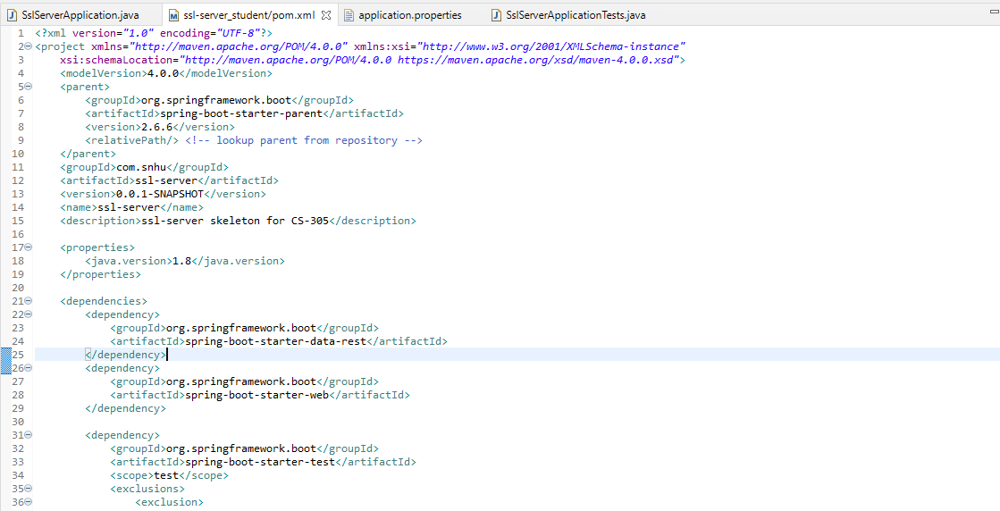 SslServerApplication.java ssl-server_student/pom.xml application.properties SslServerApplicationTests.java
1 <?xml version="1.0" encoding="UTF-8"?>
2 <project xmlns="http://maven.apache.org/POM/4.0.0" xmlns:xsi="http://www.w3.org/2001/XMLSchema-instance"
3 xsi:schemaLocation="http://maven.apache.org/POM/4.0.0 https://maven.apache.org/xsd/maven-4.0.0.xsd">
4 <modelVersion>4.0.0</modelVersion>
5 <parent>
6 <groupId>org.springframework.boot</groupId>
7 <artifactId>spring-boot-starter-parent</artifactId>
8 <version>2.6.6</version>
9 <relativePath/> <!-- lookup parent from repository -->
10 </parent>
11 <groupId>com.snhu</groupId>
12 <artifactId>ssl-server</artifactId>
13 <version>0.0.1-SNAPSHOT</version>
14 <name>ssl-server</name>
15 <description>ssl-server skeleton for CS-305</description>
16
17 <properties>
18 <java.version>1.8</java.version>
19 </properties>
20
21 <dependencies>
22 <dependency>
23 <groupId>org.springframework.boot</groupId>
24 <artifactId>spring-boot-starter-data-rest</artifactId>
25 </dependency>
26 <dependency>
27 <groupId>org.springframework.boot</groupId>
28 <artifactId>spring-boot-starter-web</artifactId>
29 </dependency>
30
31 <dependency>
32 <groupId>org.springframework.boot</groupId>
33 <artifactId>spring-boot-starter-test</artifactId>
34 <scope>test</scope>
35 <exclusions>
36 <exclusion>